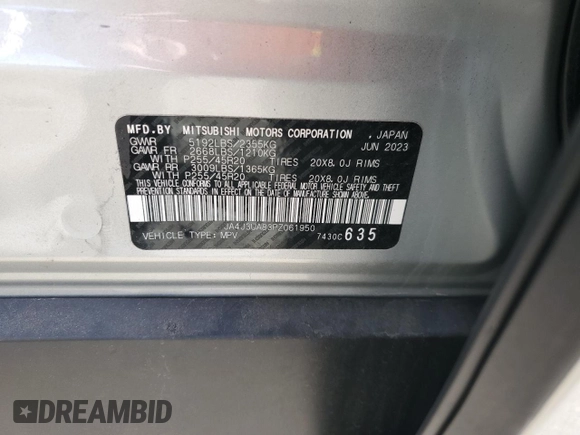 MFD.BY MITSUBISHI MOTORS CORPORATION . JAPAN
GVWR 5192LBS/2355KG JUN 2023
GAWR FR 2668LBS/1210KG
WITH P255/45R20 TIRES 20X8.0J RIMS
GAWR RR 3009LBS/1365KG
WITH P255/45R20 TIRES 20X8.0J RIMS
THIS VEHICLE CONFORMS TO ALL APPLICABLE FEDERAL MOTOR VEHICLE SAFETY AND THEFT
PREVENTION STANDARDS IN EFFECT ON THE DATE OF MANUFACTURE SHOWN ABOVE.
JA4J3UA83PZ061950
VEHICLE TYPE: MPV 7430C 635
DREAMBID